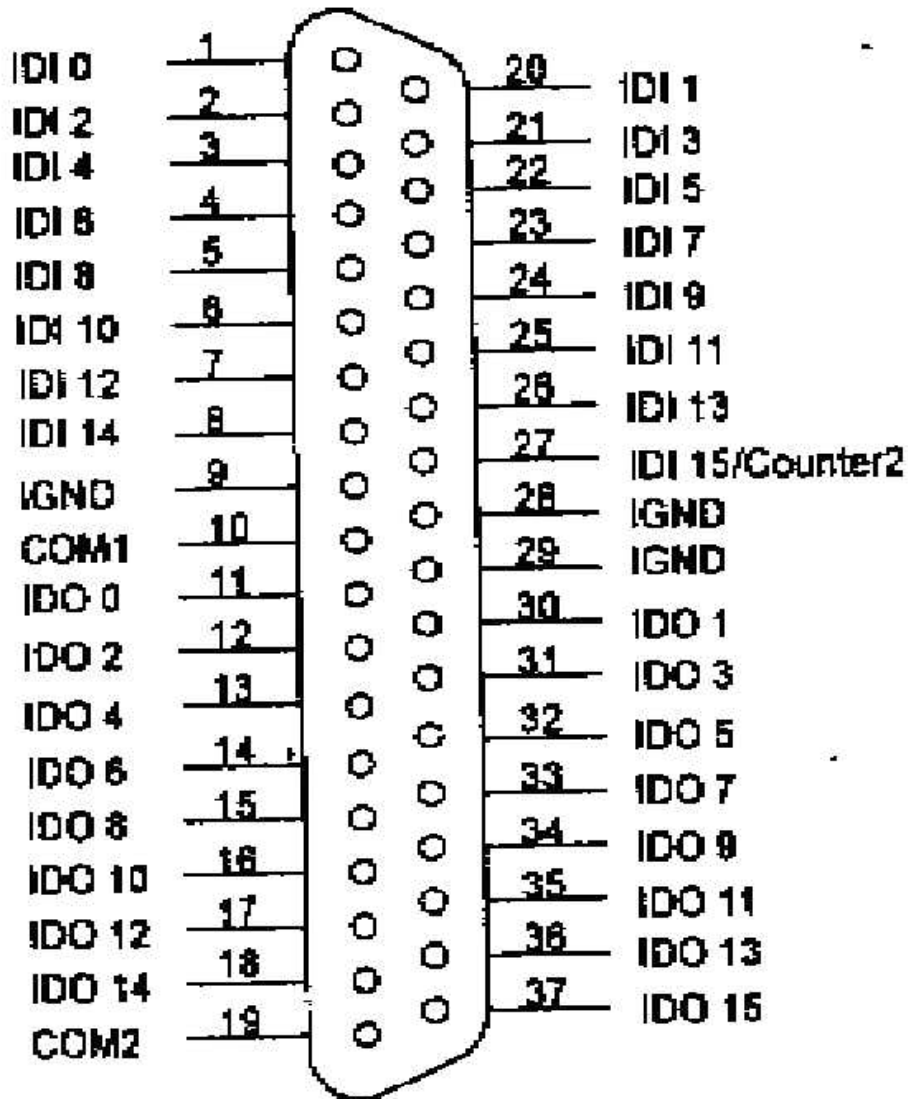 IDI 0 1 20 IDI 1
IDI 2 2 21 IDI 3
IDI 4 3 22 IDI 5
IDI 6 4 23 IDI 7
IDI 8 5 24 IDI 9
IDI 10 6 25 IDI 11
IDI 12 7 26 IDI 13
IDI 14 8 27 IDI 15/Counter2
IGND 9 28 IGND
COM1 10 29 IGND
IDO 0 11 30 IDO 1
IDO 2 12 31 IDO 3
IDO 4 13 32 IDO 5
IDO 6 14 33 IDO 7
IDO 8 15 34 IDO 9
IDO 10 16 35 IDO 11
IDO 12 17 36 IDO 13
IDO 14 18 37 IDO 15
COM2 19